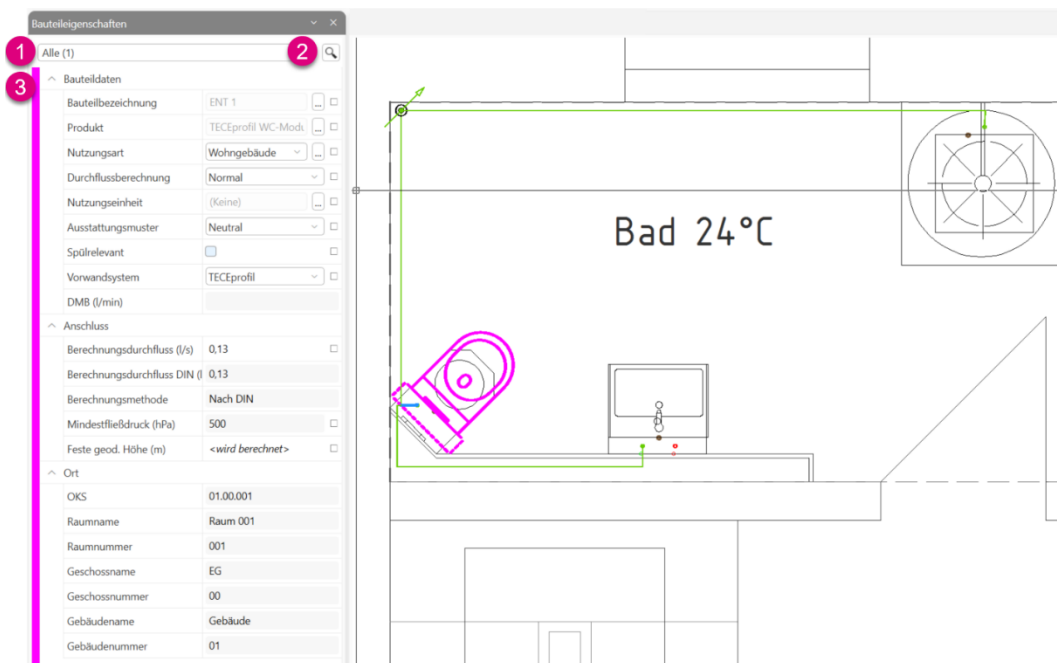 Bauteileigenschaften
1 Alle (1) 2
3 Bauteildaten
Bauteilbezeichnung ENT 1 ...
Produkt TECEprofil WC-Modu ...
Nutzungsart Wohngebäude ...
Durchflussberechnung Normal
Nutzungseinheit (Keine) ...
Ausstattungsmuster Neutral
Spülrelevant
Vorwandsystem TECEprofil
DMB (l/min)
Anschluss
Berechnungsdurchfluss (l/s) 0,13
Berechnungsdurchfluss DIN (l 0,13
Berechnungsmethode Nach DIN
Mindestfließdruck (hPa) 500
Feste geod. Höhe (m) <wird berechnet>
Ort
OKS 01.00.001
Raumname Raum 001
Raumnummer 001
Geschossname EG
Geschossnummer 00
Gebäudename Gebäude
Gebäudenummer 01
Bad 24°C